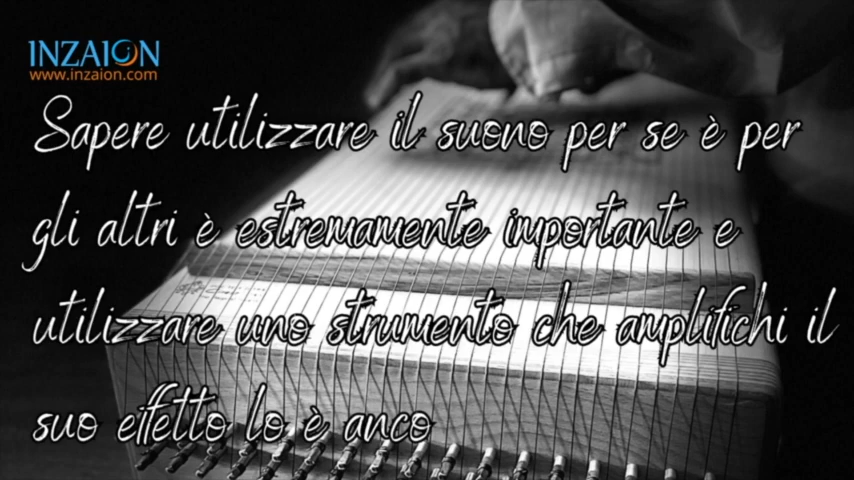 INZAION
www.inzaion.com
Sapere utilizzare il suono per se è per
gli altri è estremamente importante e
utilizzare uno strumento che amplifichi il
suo effetto lo è anco